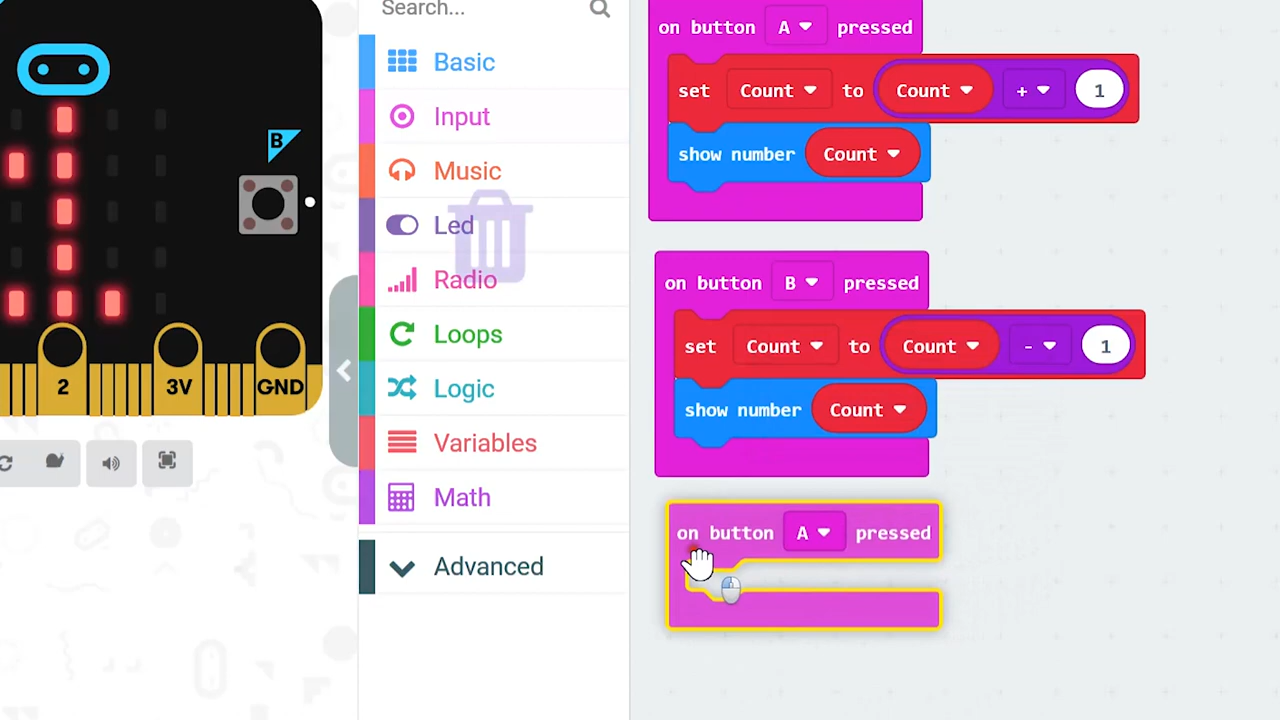 Search...
Basic
Input
Music
Led
Radio
Loops
Logic
Variables
Math
Advanced
B
2 3V GND
on button A pressed
set Count to Count + 1
show number Count
on button B pressed
set Count to Count - 1
show number Count
on button A pressed